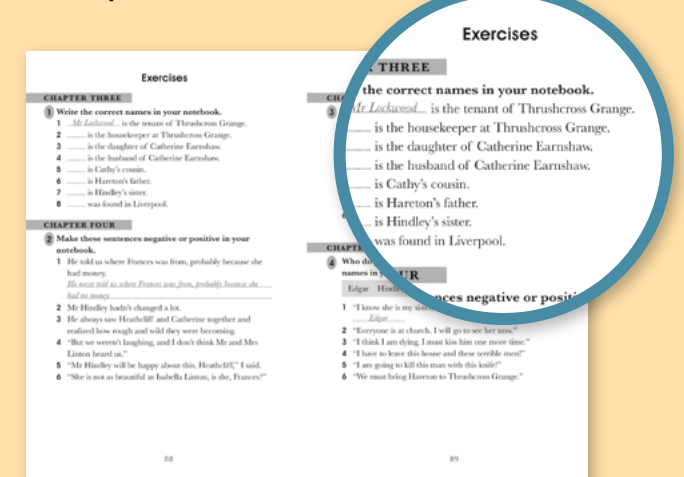 Exercises
CHAPTER THREE
1 Write the correct names in your notebook.
1 Mr Lockwood is the tenant of Thrushcross Grange.
2 ........ is the housekeeper at Thrushcross Grange.
3 ........ is the daughter of Catherine Earnshaw.
4 ........ is the husband of Catherine Earnshaw.
5 ........ is Cathy's cousin.
6 ........ is Hareton's father.
7 ........ is Hindley's sister.
8 ........ was found in Liverpool.
CHAPTER FOUR
2 Make these sentences negative or positive in your
notebook.
1 He told us where Frances was from, probably because she
had money.
He never told us where Frances was from, probably because she
had no money.
2 Mr Hindley hadn't changed a lot.
3 He always saw Heathcliff and Catherine together and
realized how rough and wild they were becoming.
4 "But we weren't laughing, and I don't think Mr and Mrs
Linton heard us."
5 "Mr Hindley will be happy about this, Heathcliff," I said.
6 "She is not as beautiful as Isabella Linton, is she, Frances?"
88
CHA
3
CHAPTE
4 Who do
names in y
Edgar Hind
1 "I know she is my
Edgar
2 "Everyone is at church. I will go to see her now."
3 "I think I am dying. I must kiss him one more time."
4 "I have to leave this house and these terrible men!"
5 "I am going to kill this man with this knife!"
6 "We must bring Hareton to Thrushcross Grange."
89
Exercises
R THREE
the correct names in your notebook.
Mr Lockwood is the tenant of Thrushcross Grange.
........ is the housekeeper at Thrushcross Grange.
........ is the daughter of Catherine Earnshaw.
........ is the husband of Catherine Earnshaw.
........ is Cathy's cousin.
........ is Hareton's father.
........ is Hindley's sister.
was found in Liverpool.
UR
nces negative or posit